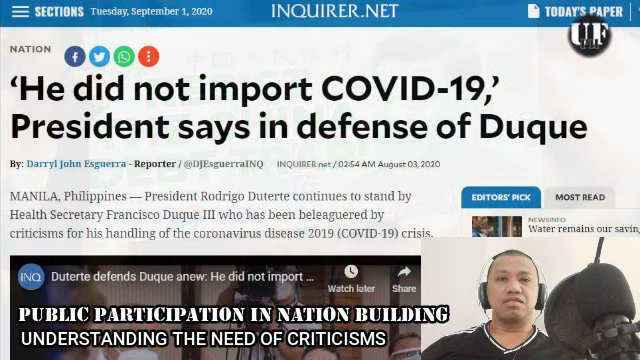 SECTIONS Tuesday, September 1, 2020 INQUIRER.NET TODAY'S PAPER
NATION
‘He did not import COVID-19,’
President says in defense of Duque
By: Darryl John Esguerra - Reporter / @DJEsguerraINQ INQUIRER.net / 02:54 AM August 03, 2020
MANILA, Philippines — President Rodrigo Duterte continues to stand by
Health Secretary Francisco Duque III who has been beleaguered by
criticisms for his handling of the coronavirus disease 2019 (COVID-19) crisis.
EDITORS' PICK MOST READ
NEWSINFO
Water remains our saving
INQ Duterte defends Duque anew: He did not import ...
Watch later Share
PUBLIC PARTICIPATION IN NATION BUILDING
UNDERSTANDING THE NEED OF CRITICISMS